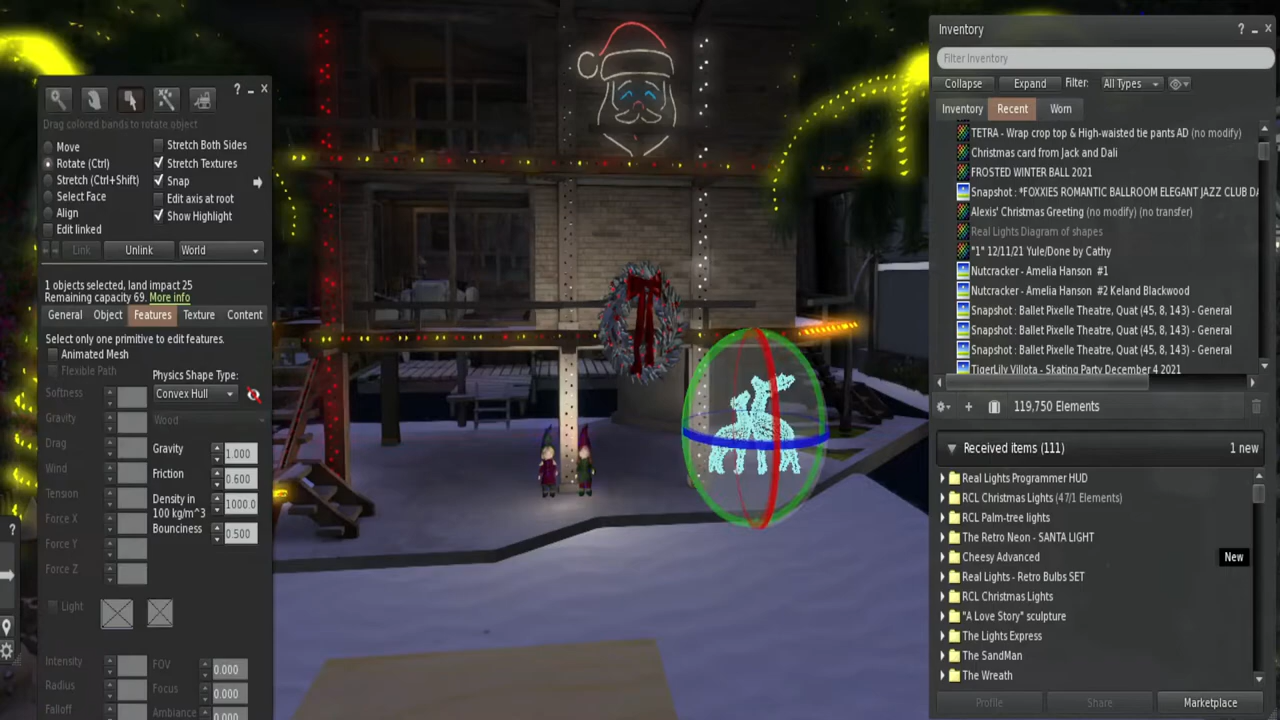 ? _ ×
Drag colored bands to rotate object
Move
Rotate (Ctrl)
Stretch (Ctrl+Shift)
Select Face
Align
Edit linked
Stretch Both Sides
Stretch Textures
Snap
Edit axis at root
Show Highlight
Link
Unlink
World
1 objects selected, land impact 25
Remaining capacity 69. More info
General
Object
Features
Texture
Content
Select only one primitive to edit features.
Animated Mesh
Flexible Path
Softness
Gravity
Drag
Wind
Tension
Force X
Force Y
Force Z
Physics Shape Type:
Convex Hull
Wood
Gravity 1.000
Friction 0.600
Density in
100 kg/m^3 1000.0
Bounciness 0.500
Light
Intensity
Radius
Falloff
FOV 0.000
Focus 0.000
Ambiance 0.000
?
Inventory ? _ ×
Filter Inventory
Collapse
Expand
Filter:
All Types
Inventory
Recent
Worn
TETRA - Wrap crop top & High-waisted tie pants AD (no modify)
Christmas card from Jack and Dali
FROSTED WINTER BALL 2021
Snapshot : *FOXXIES ROMANTIC BALLROOM ELEGANT JAZZ CLUB DA
Alexis' Christmas Greeting (no modify) (no transfer)
Real Lights Diagram of shapes
"1" 12/11/21 Yule/Done by Cathy
Nutcracker - Amelia Hanson #1
Nutcracker - Amelia Hanson #2 Keland Blackwood
Snapshot : Ballet Pixelle Theatre, Quat (45, 8, 143) - General
Snapshot : Ballet Pixelle Theatre, Quat (45, 8, 143) - General
Snapshot : Ballet Pixelle Theatre, Quat (45, 8, 143) - General
TigerLily Villota - Skating Party December 4 2021
+ 119,750 Elements
Received items (111) 1 new
Real Lights Programmer HUD
RCL Christmas Lights (47/1 Elements)
RCL Palm-tree lights
The Retro Neon - SANTA LIGHT
Cheesy Advanced New
Real Lights - Retro Bulbs SET
RCL Christmas Lights
"A Love Story" sculpture
The Lights Express
The SandMan
The Wreath
Profile
Share
Marketplace